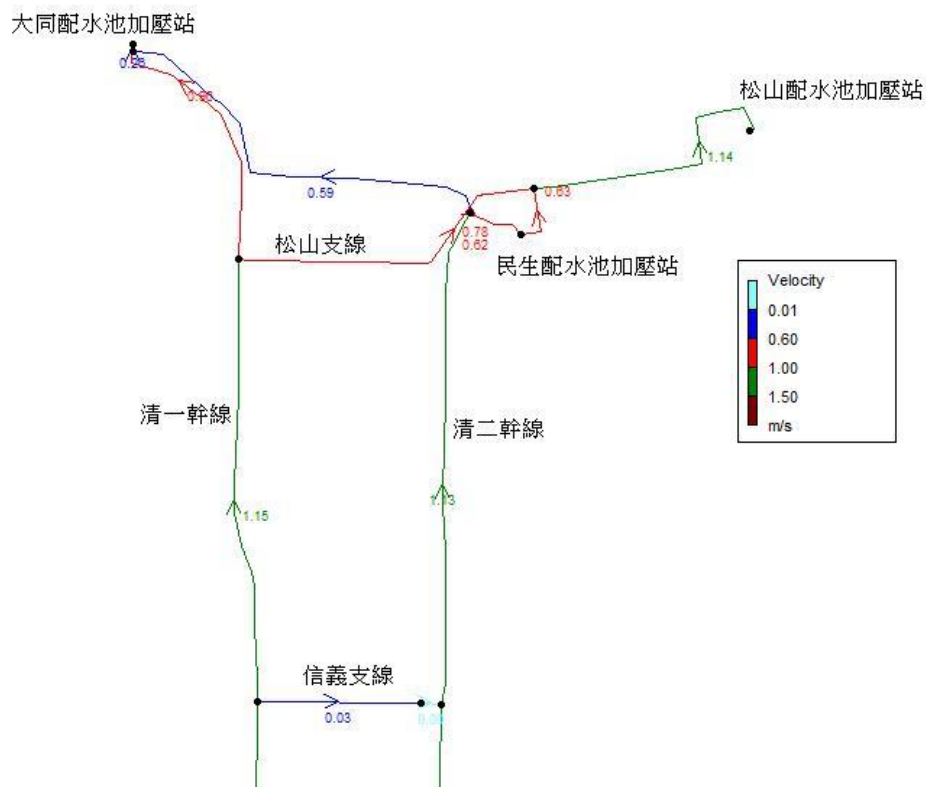 大同配水池加壓站
松山配水池加壓站
1.14
0.59
0.63
0.78
0.62
松山支線
民生配水池加壓站
Velocity
0.01
0.60
1.00
1.50
m/s
清一幹線
清二幹線
1.15
1.13
信義支線
0.03